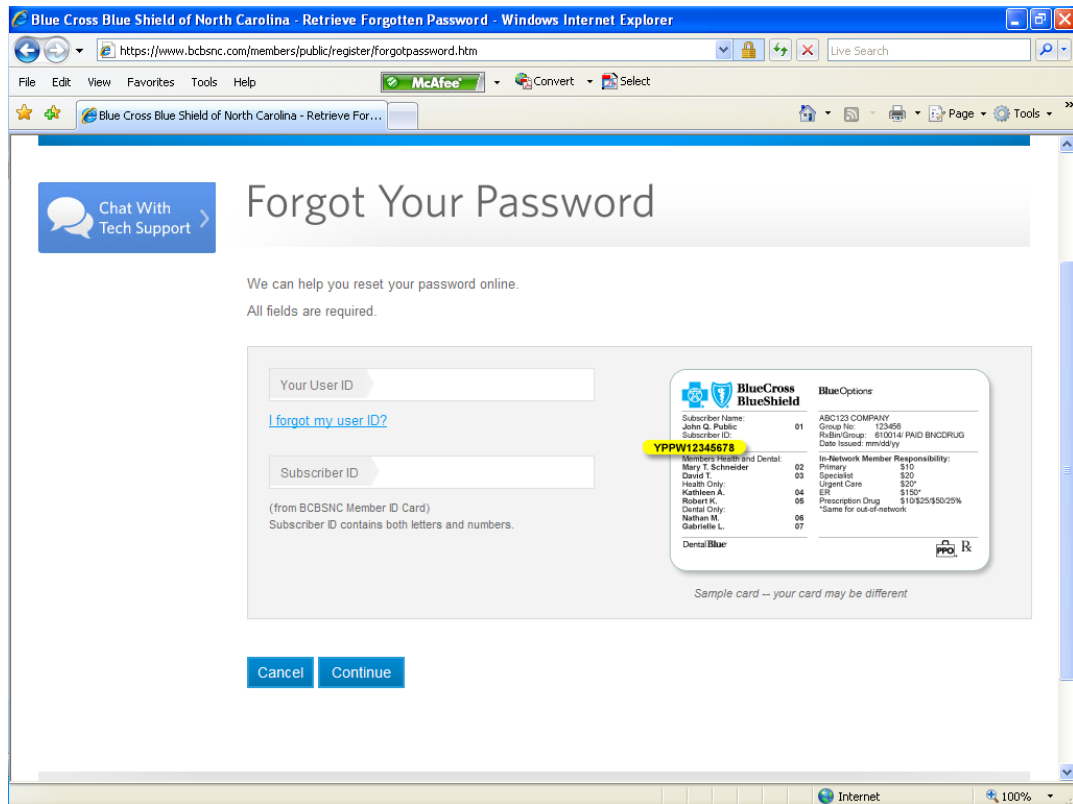 Blue Cross Blue Shield of North Carolina - Retrieve Forgotten Password - Windows Internet Explorer
https://www.bcbsnc.com/members/public/register/forgotpassword.htm
Live Search
File Edit View Favorites Tools Help
McAfee
Convert
Select
Blue Cross Blue Shield of North Carolina - Retrieve For...
Page
Tools
Chat With
Tech Support
Forgot Your Password
We can help you reset your password online.
All fields are required.
Your User ID
I forgot my user ID?
Subscriber ID
(from BCBSNC Member ID Card)
Subscriber ID contains both letters and numbers.
BlueCross
BlueShield
BlueOptions
Subscriber Name:
John Q. Public 01
Subscriber ID:
YPPW12345678
ABC123 COMPANY
Group No: 123456
RxBin/Group: 610014/ PAID BNCDRUG
Date Issued: mm/dd/yy
Members Health and Dental:
Mary T. Schneider 02
David T. 03
Health Only:
Kathleen A. 04
Robert K. 05
Dental Only:
Nathan M. 06
Gabrielle L. 07
In-Network Member Responsibility:
Primary $10
Specialist $20
Urgent Care $20*
ER $150*
Prescription Drug $10/$25/$50/25%
*Same for out-of-network
DentalBlue
PPO
Rx
Sample card -- your card may be different
Cancel
Continue
Internet
100%